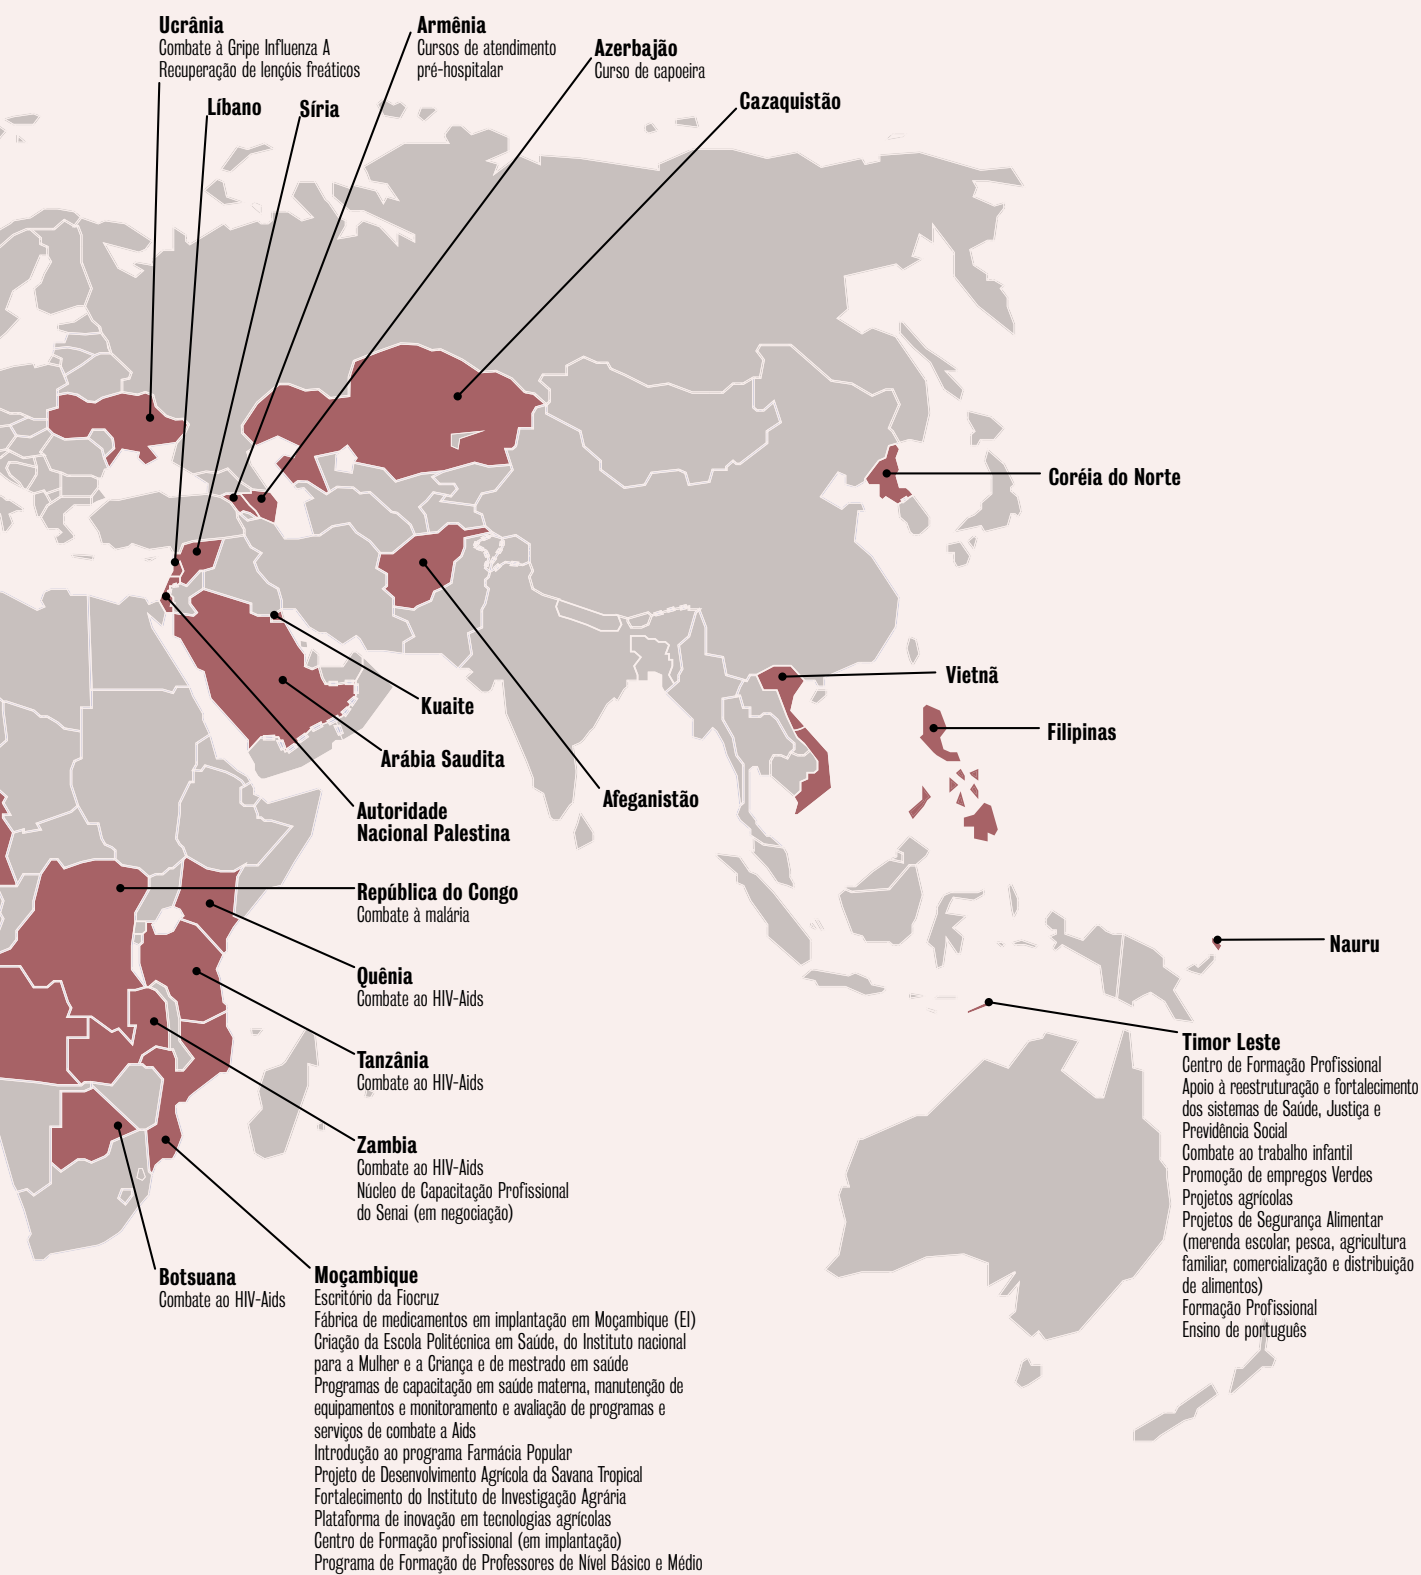 Ucrânia
Combate à Gripe Influenza A
Recuperação de lençóis freáticos
Armênia
Cursos de atendimento
pré-hospitalar
Azerbajão
Curso de capoeira
Líbano
Síria
Cazaquistão
Coréia do Norte
Vietnã
Filipinas
Kuaite
Arábia Saudita
Afeganistão
Autoridade
Nacional Palestina
República do Congo
Combate à malária
Quênia
Combate ao HIV-Aids
Nauru
Tanzânia
Combate ao HIV-Aids
Zambia
Combate ao HIV-Aids
Núcleo de Capacitação Profissional
do Senai (em negociação)
Timor Leste
Centro de Formação Profissional
Apoio à reestruturação e fortalecimento
dos sistemas de Saúde, Justiça e
Previdência Social
Combate ao trabalho infantil
Promoção de empregos Verdes
Projetos agrícolas
Projetos de Segurança Alimentar
(merenda escolar, pesca, agricultura
familiar, comercialização e distribuição
de alimentos)
Formação Profissional
Ensino de português
Botsuana
Combate ao HIV-Aids
Moçambique
Escritório da Fiocruz
Fábrica de medicamentos em implantação em Moçambique (EI)
Criação da Escola Politécnica em Saúde, do Instituto nacional
para a Mulher e a Criança e de mestrado em saúde
Programas de capacitação em saúde materna, manutenção de
equipamentos e monitoramento e avaliação de programas e
serviços de combate a Aids
Introdução ao programa Farmácia Popular
Projeto de Desenvolvimento Agrícola da Savana Tropical
Fortalecimento do Instituto de Investigação Agrária
Plataforma de inovação em tecnologias agrícolas
Centro de Formação profissional (em implantação)
Programa de Formação de Professores de Nível Básico e Médio